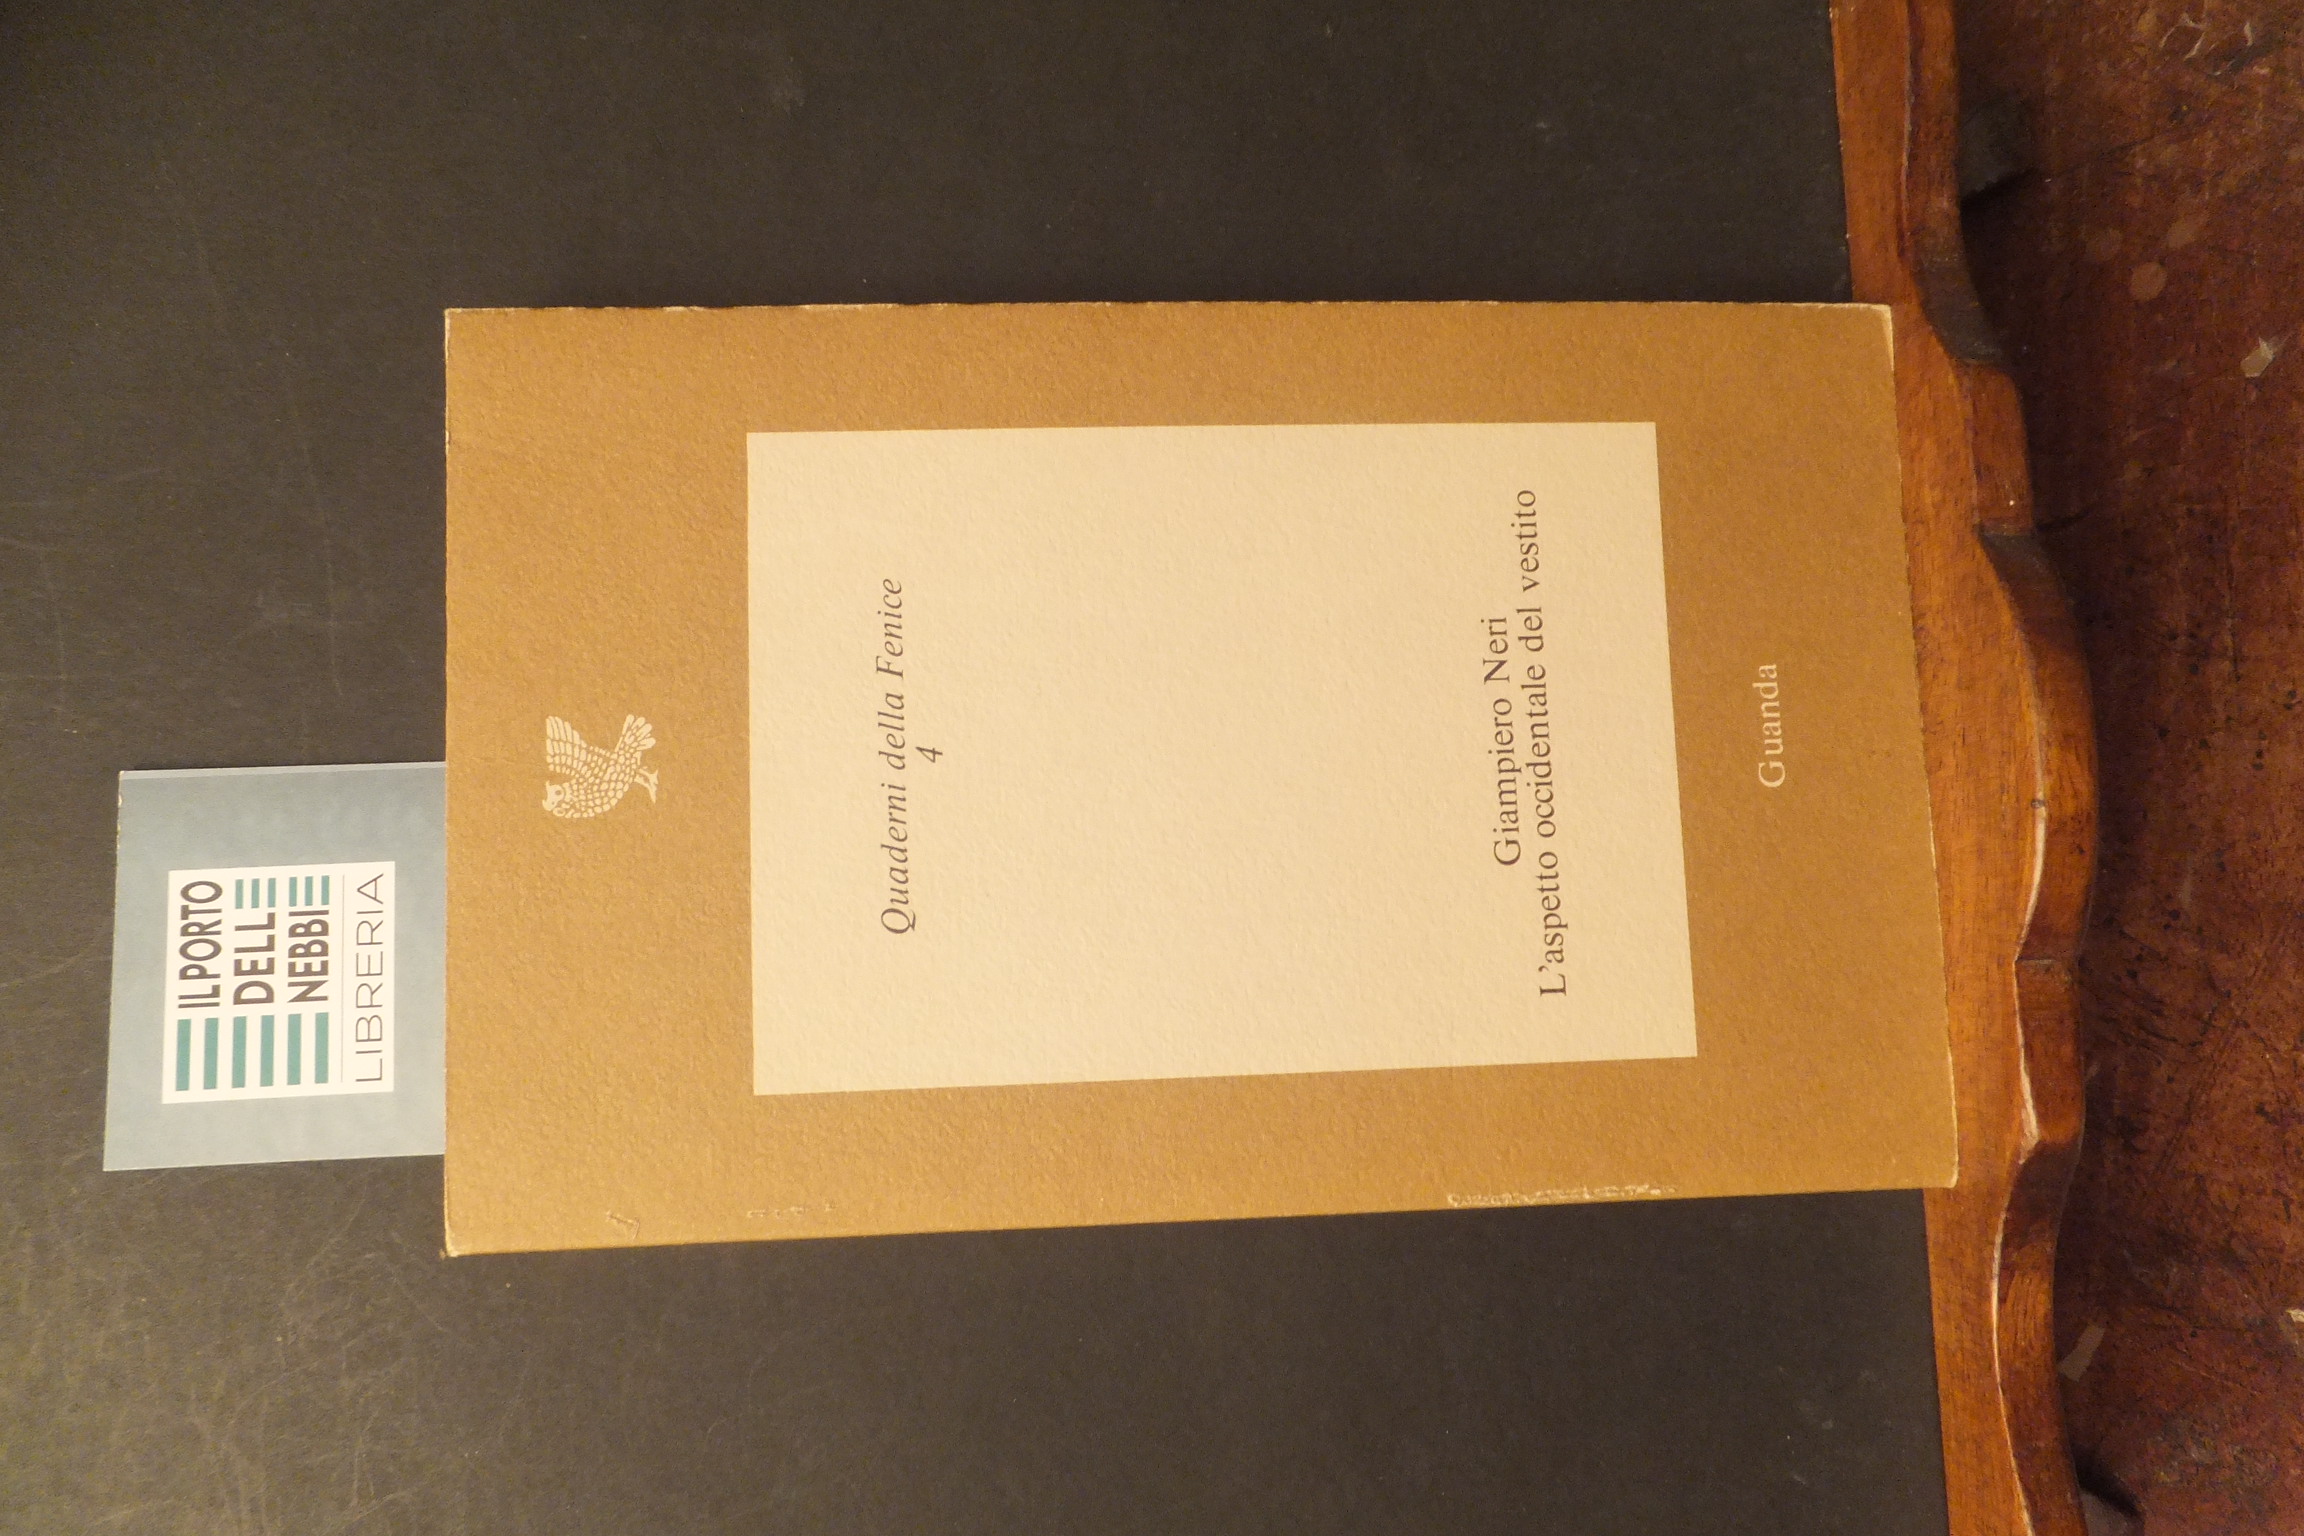 IL PORTO
DELLE
NEBBIE
LIBRERIA
Quaderni della Fenice
4
Giampiero Neri
L'aspetto occidentale del vestito
Guanda